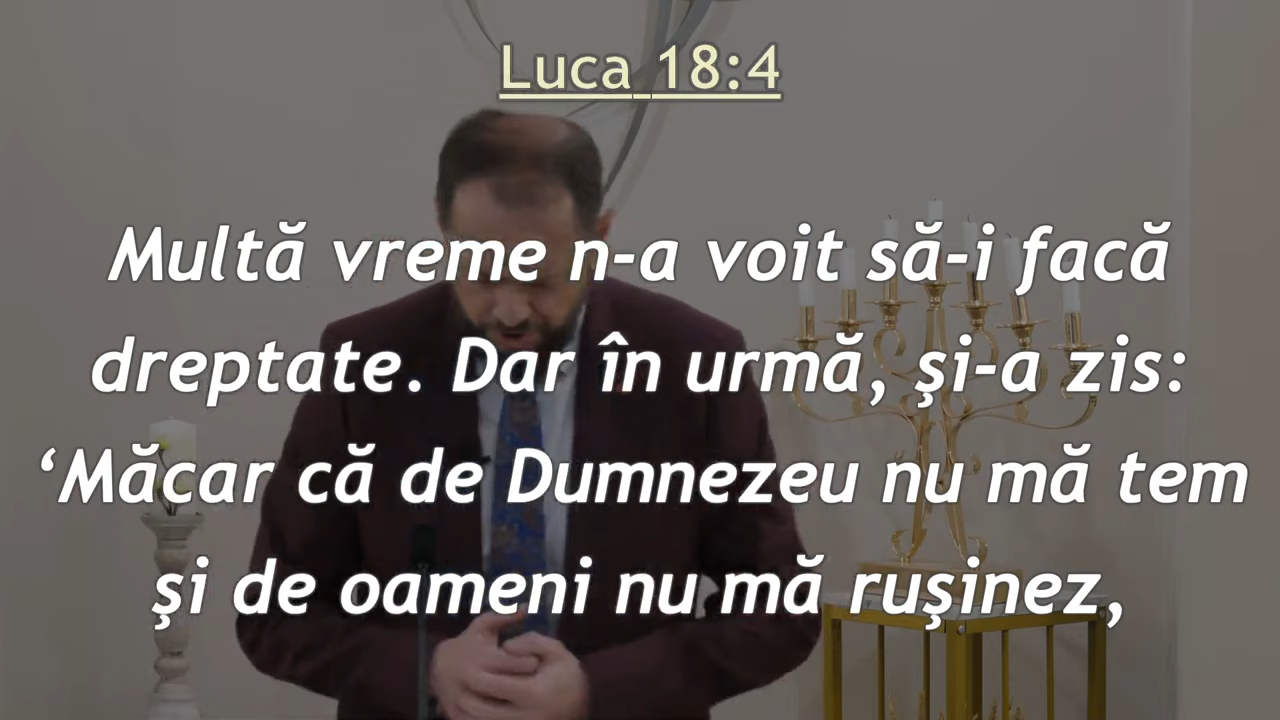 Luca 18:4
Multă vreme n-a voit să-i facă
dreptate. Dar în urmă, şi-a zis:
‘Măcar că de Dumnezeu nu mă tem
şi de oameni nu mă ruşinez,